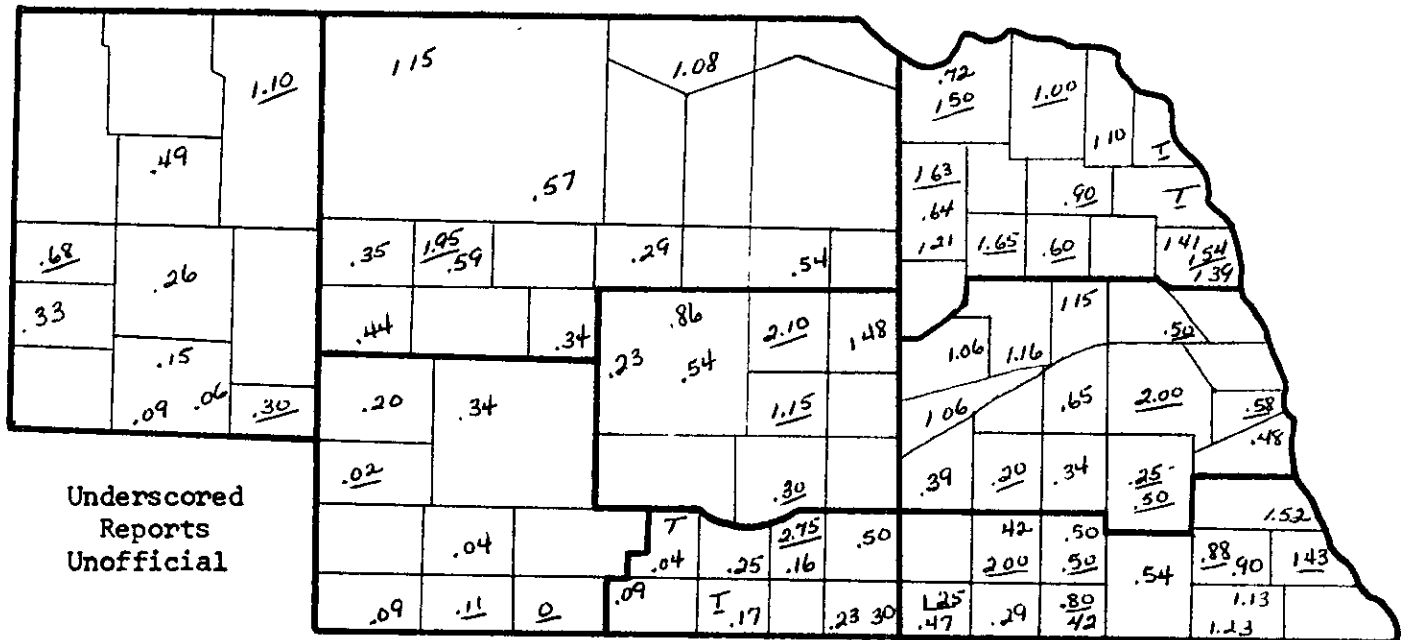 1.10
.49
.68
.26
.33
.15
.09 .06
.30
1 15
1.08
.57
.35 1.95 .29
.59 .54
.44 .34
.20 .34
.02
.04
.09 .11 0
.86 2.10 1.48
.23 .54
1.15
.30
T 2.75 .50
.04 .25 .16
.09 T .17 .23 30
.72 1.00
1 50 1 10 T
1 63 .90 T
.64
1 21 1.65 .60 1 41 1.54
1 39
1 15 .50
1.06 1.16
1 06 .65 2.00 .58
.48
.39 .20 .34 .25
.50
42 .50 1.52
2 00 .50 .54 .88 .90 1 43
1.25 .29 .80 1.13
.47 42 1.23
Underscored
Reports
Unofficial